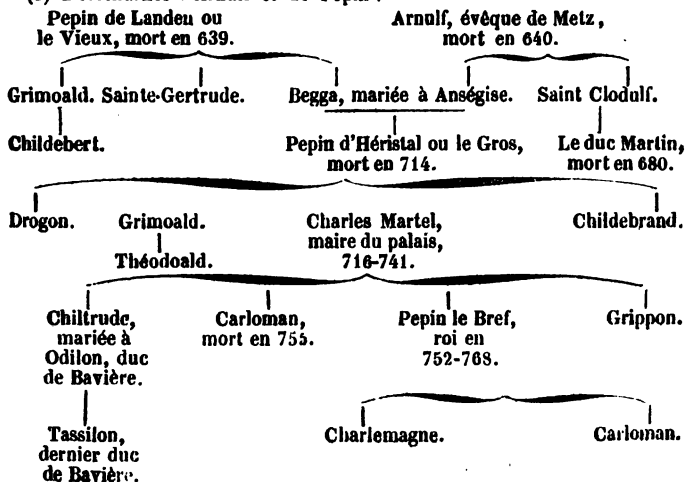 Pepin de Landen ou
le Vieux, mort en 639.
Arnulf, évêque de Metz,
mort en 640.
Grimoald. Sainte-Gertrude. Begga, mariée à Anségise. Saint Clodulf.
Childebert.
Pepin d'Héristal ou le Gros,
mort en 714.
Le duc Martin,
mort en 680.
Drogon. Grimoald. Charles Martel,
maire du palais,
716-741.
Childebrand.
Théodoald.
Chiltrude,
mariée à
Odilon, duc
de Bavière.
Carloman,
mort en 755.
Pepin le Bref,
roi en
752-768.
Grippon.
Tassilon,
dernier duc
de Bavière.
Charlemagne.
Carloman.